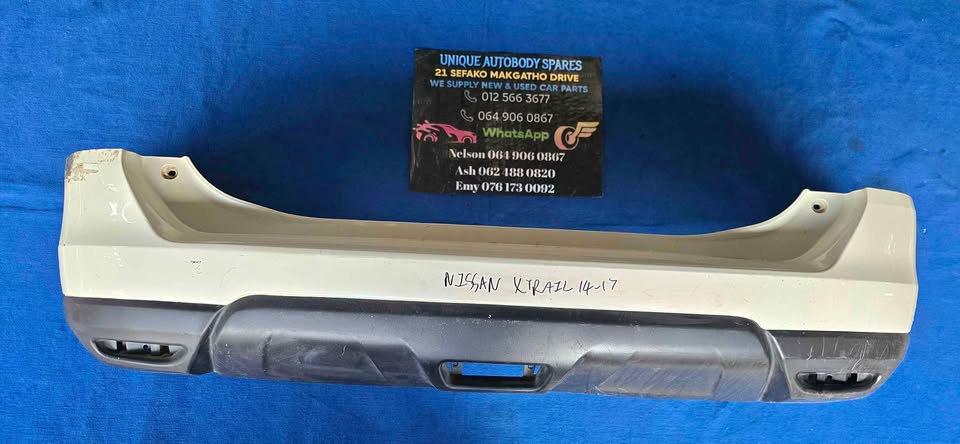 UNIQUE AUTOBODY SPARES
21 SEFAKO MAKGATHO DRIVE
WE SUPPLY NEW & USED CAR PARTS
012 566 3677
064 906 0867
WhatsApp
Nelson 064 906 0867
Ash 062 488 0820
Emy 076 173 0092
NISSAN XTRAIL 14-17